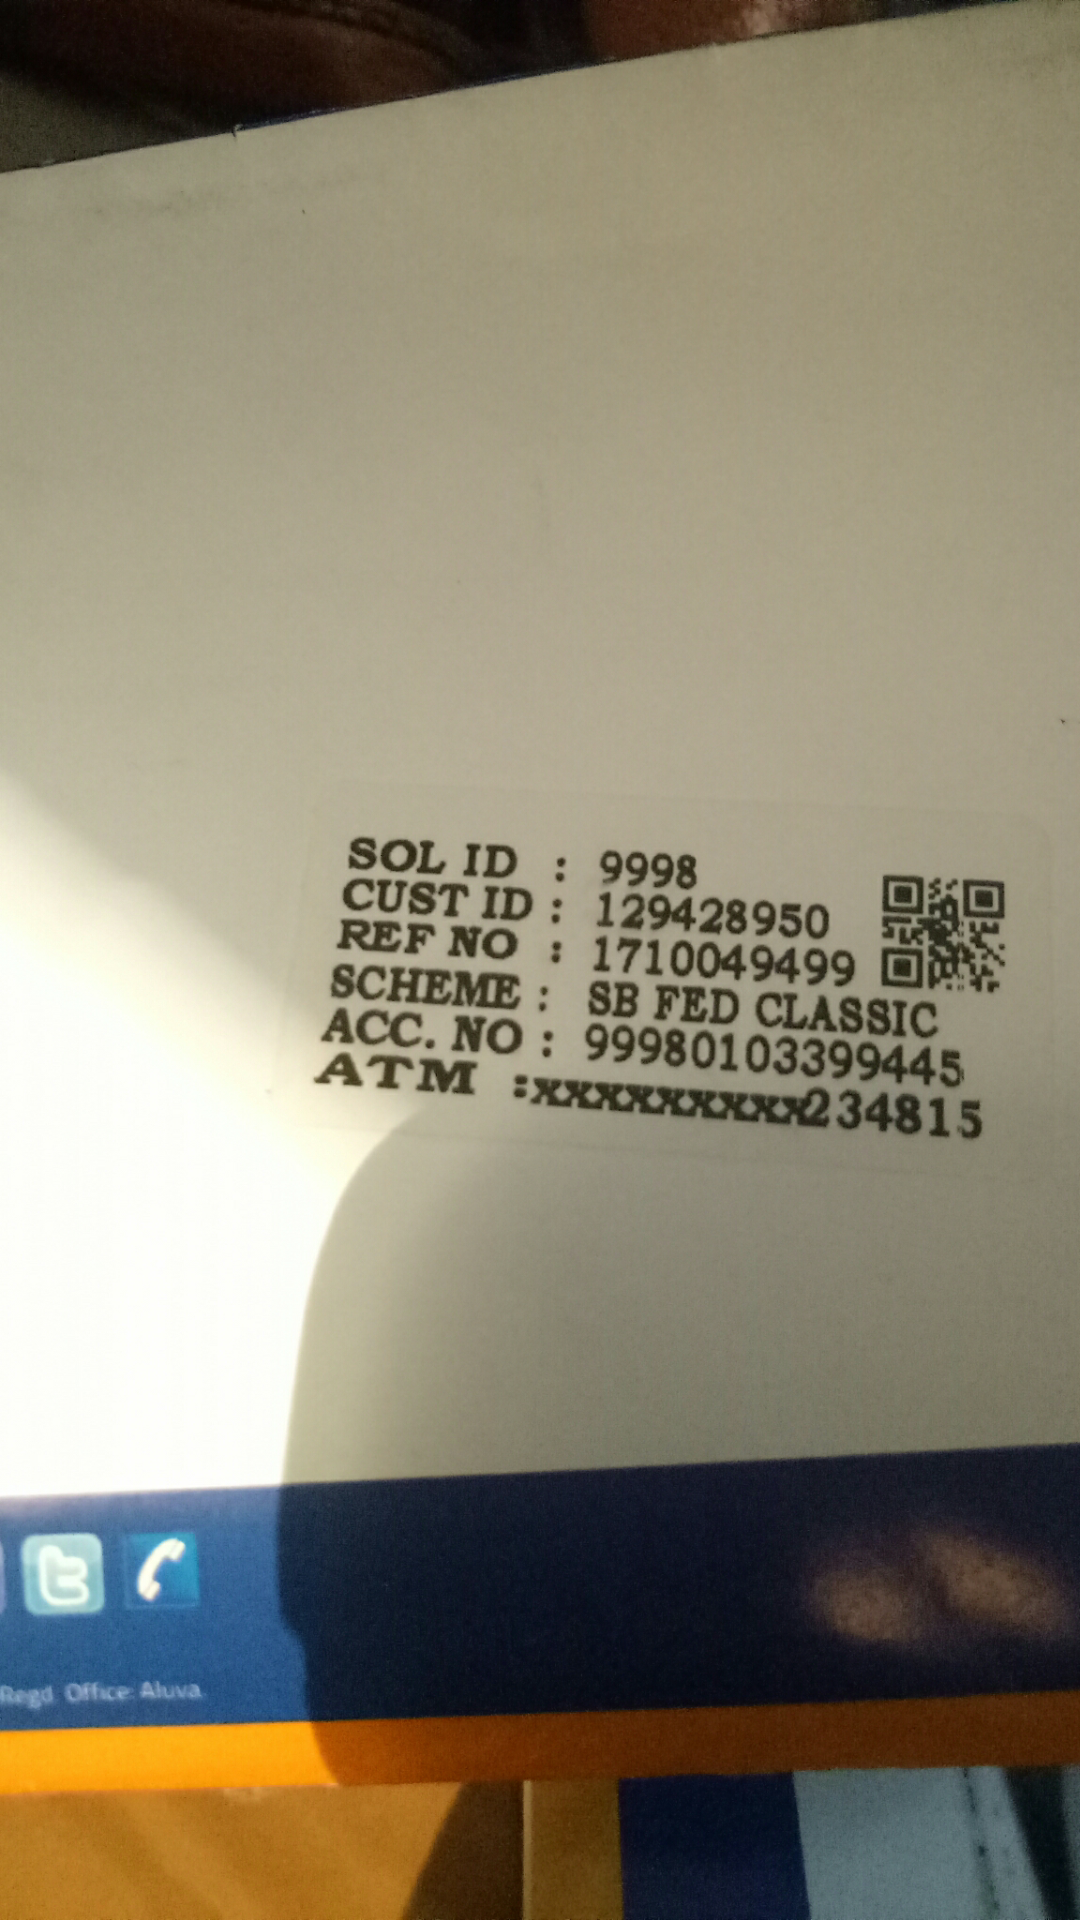 SOL ID : 9998
CUST ID : 129428950
REF NO : 1710049499
SCHEME : SB FED CLASSIC
ACC. NO : 99980103399445
ATM :xxxxxxxxxx234815
Regd. Office: Aluva.